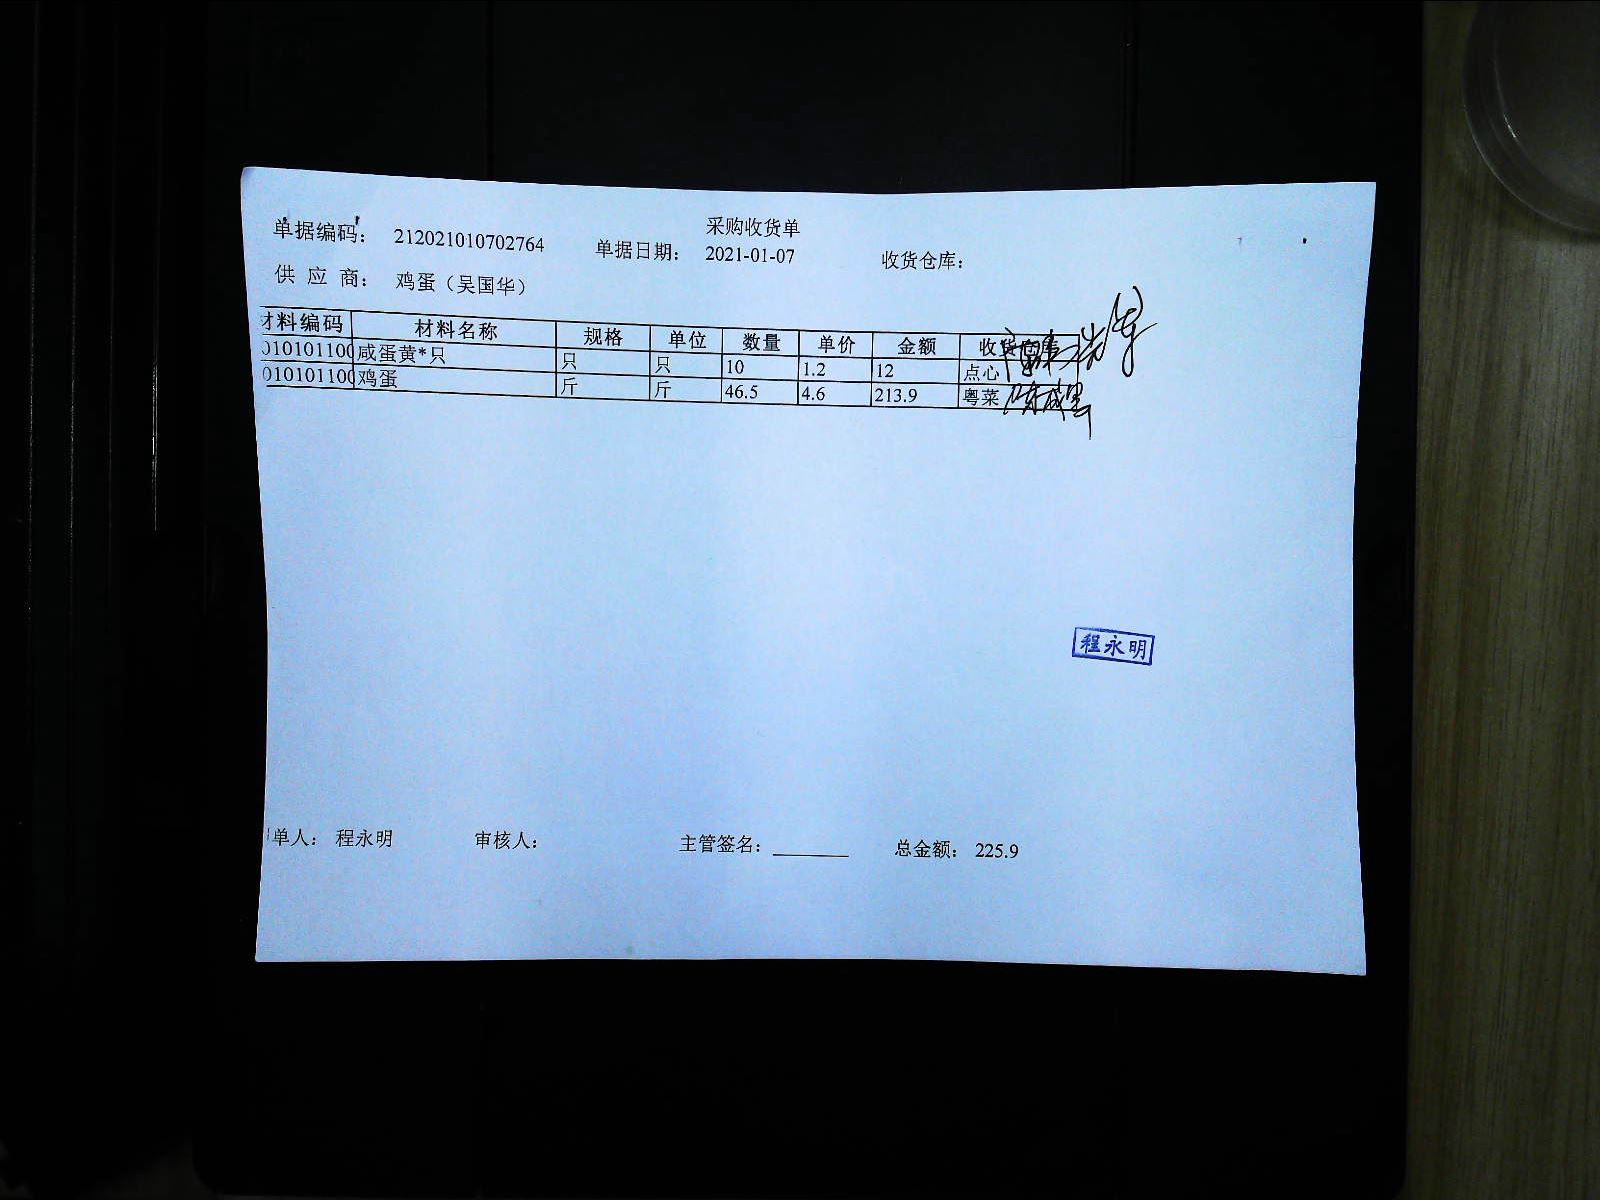 采购收货单
单据编码： 212021010702764 单据日期： 2021-01-07 收货仓库：
供 应 商： 鸡蛋（吴国华）
材料编码 材料名称 规格 单位 数量 单价 金额 收货
010101100 咸蛋黄*只 只 只 10 1.2 12 点心
010101100 鸡蛋 斤 斤 46.5 4.6 213.9 粤菜
程永明
单人： 程永明 审核人： 主管签名： 总金额： 225.9